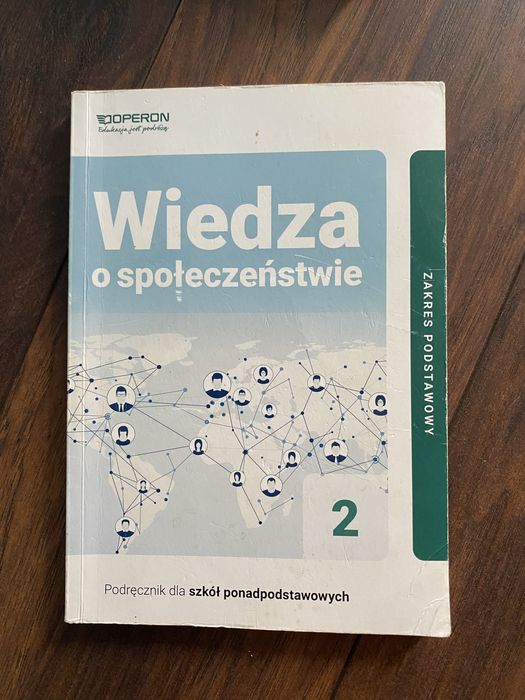 OPERON
Edukacja jest podróżą
Wiedza
o społeczeństwie
ZAKRES PODSTAWOWY
2
Podręcznik dla szkół ponadpodstawowych